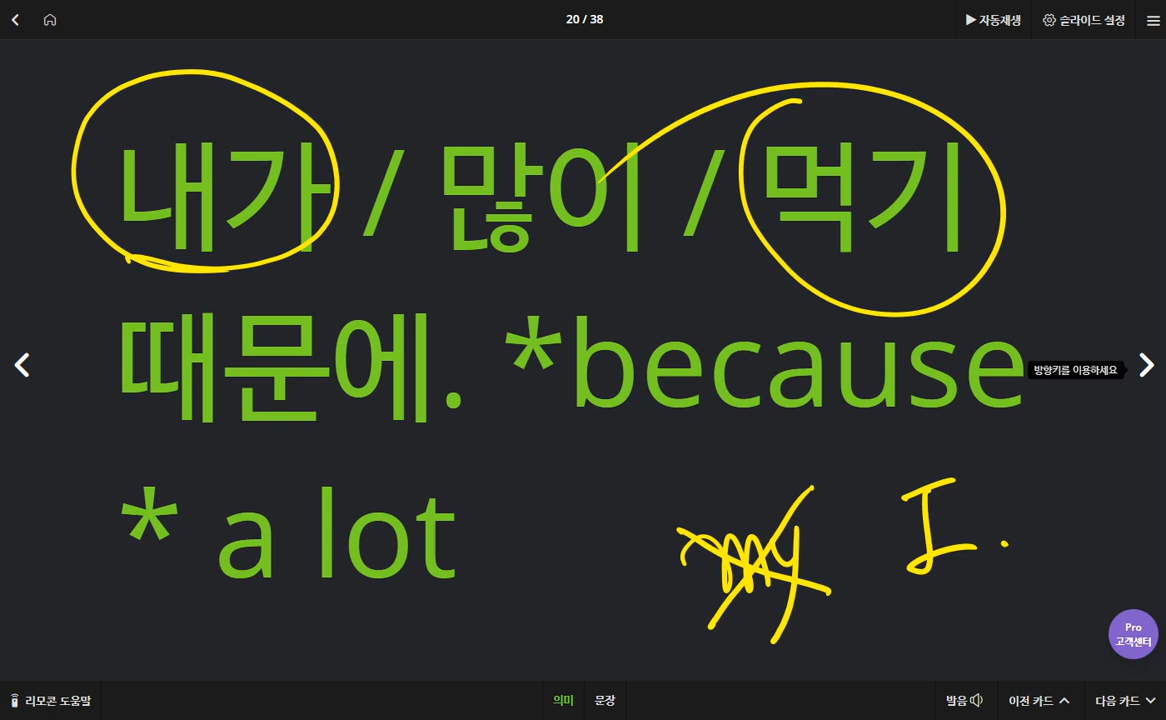 20 / 38
자동재생
슬라이드 설정
내가 / 많이 / 먹기
때문에. *because
방향키를 이용하세요
* a lot
my I.
Pro
고객센터
리모콘 도움말
의미
문장
발음
이전 카드
다음 카드